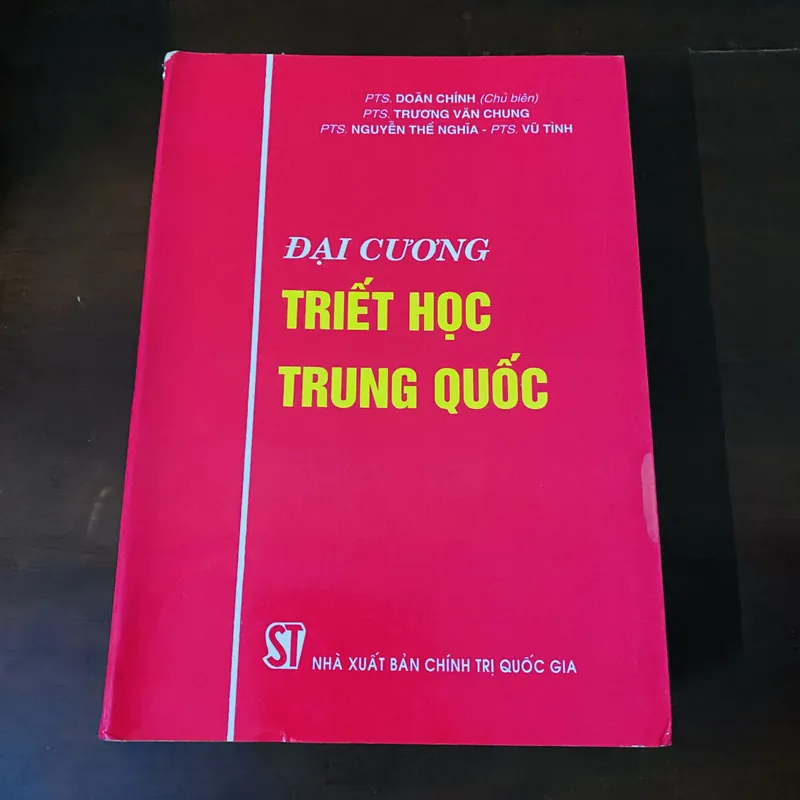 PTS. DOÃN CHÍNH (Chủ biên)
PTS. TRƯƠNG VĂN CHUNG
PTS. NGUYỄN THẾ NGHĨA - PTS. VŨ TÌNH
ĐẠI CƯƠNG
TRIẾT HỌC
TRUNG QUỐC
ST NHÀ XUẤT BẢN CHÍNH TRỊ QUỐC GIA